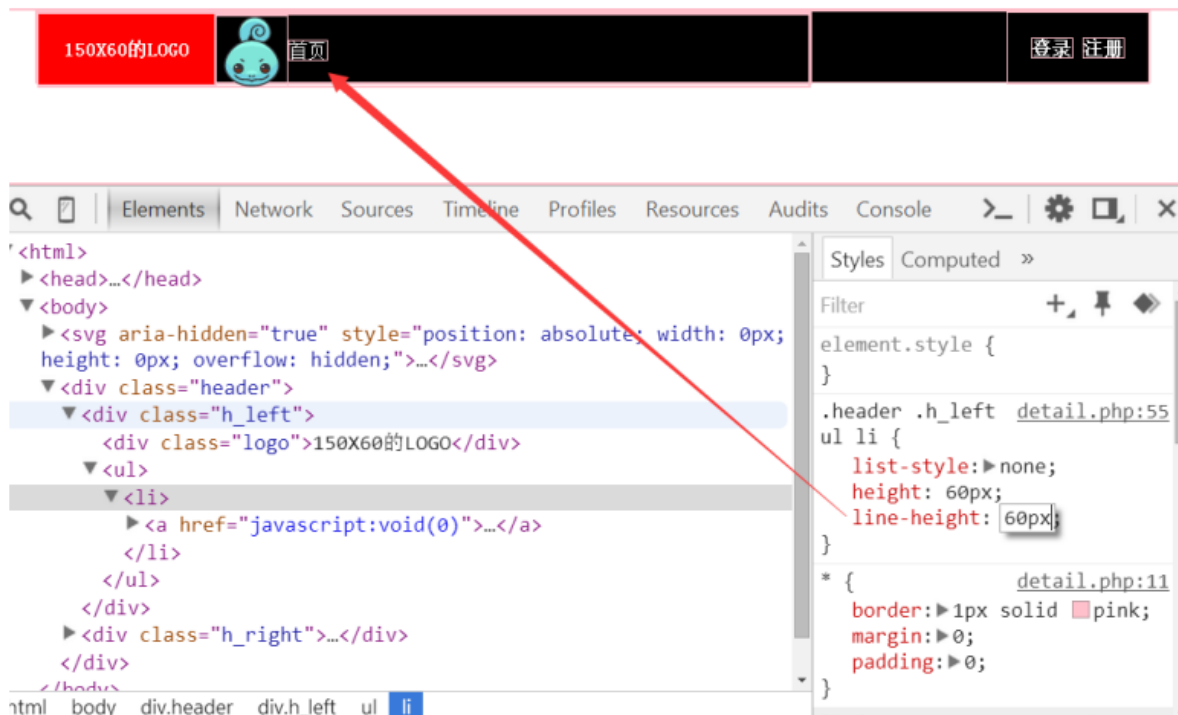 150X60的LOGO
首页
登录 注册
Elements Network Sources Timeline Profiles Resources Audits Console
<html>
<head>…</head>
<body>
<svg aria-hidden="true" style="position: absolute; width: 0px;
height: 0px; overflow: hidden;">…</svg>
<div class="header">
<div class="h_left">
<div class="logo">150X60的LOGO</div>
<ul>
<li>
<a href="javascript:void(0)">…</a>
</li>
</ul>
</div>
<div class="h_right">…</div>
</div>
</body>
html body div.header div.h_left ul li
Styles Computed »
Filter
element.style {
}
.header .h_left detail.php:55
ul li {
list-style: none;
height: 60px;
line-height: 60px;
}
* { detail.php:11
border: 1px solid pink;
margin: 0;
padding: 0;
}